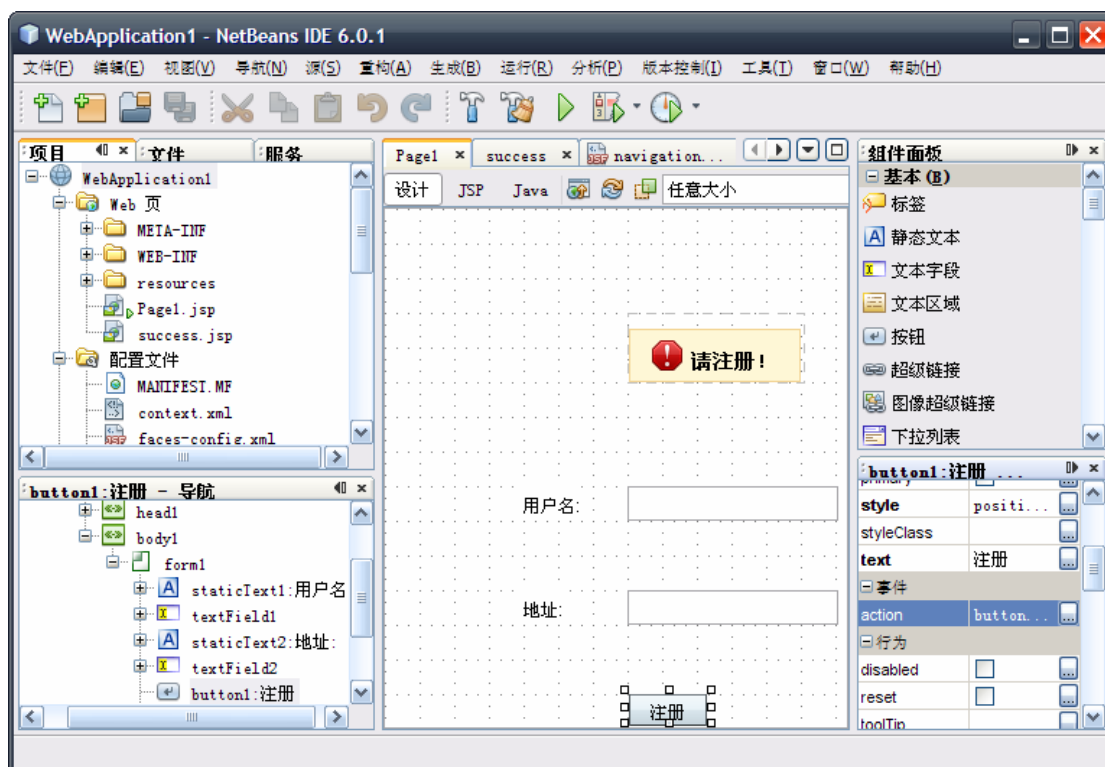 WebApplication1 - NetBeans IDE 6.0.1
文件(F) 编辑(E) 视图(V) 导航(N) 源(S) 重构(A) 生成(B) 运行(R) 分析(P) 版本控制(I) 工具(T) 窗口(W) 帮助(H)
项目 文件 服务
WebApplication1
Web 页
META-INF
WEB-INF
resources
Page1.jsp
success.jsp
配置文件
MANIFEST.MF
context.xml
faces-config.xml
button1:注册 - 导航
head1
body1
form1
staticText1:用户名
textField1
staticText2:地址:
textField2
button1:注册
Page1 success navigation...
设计 JSP Java 任意大小
请注册!
用户名:
地址:
注册
组件面板
基本(B)
标签
静态文本
文本字段
文本区域
按钮
超级链接
图像超级链接
下拉列表
button1:注册 ...
primary
style positi...
styleClass
text 注册
事件
action button...
行为
disabled
reset
toolTip